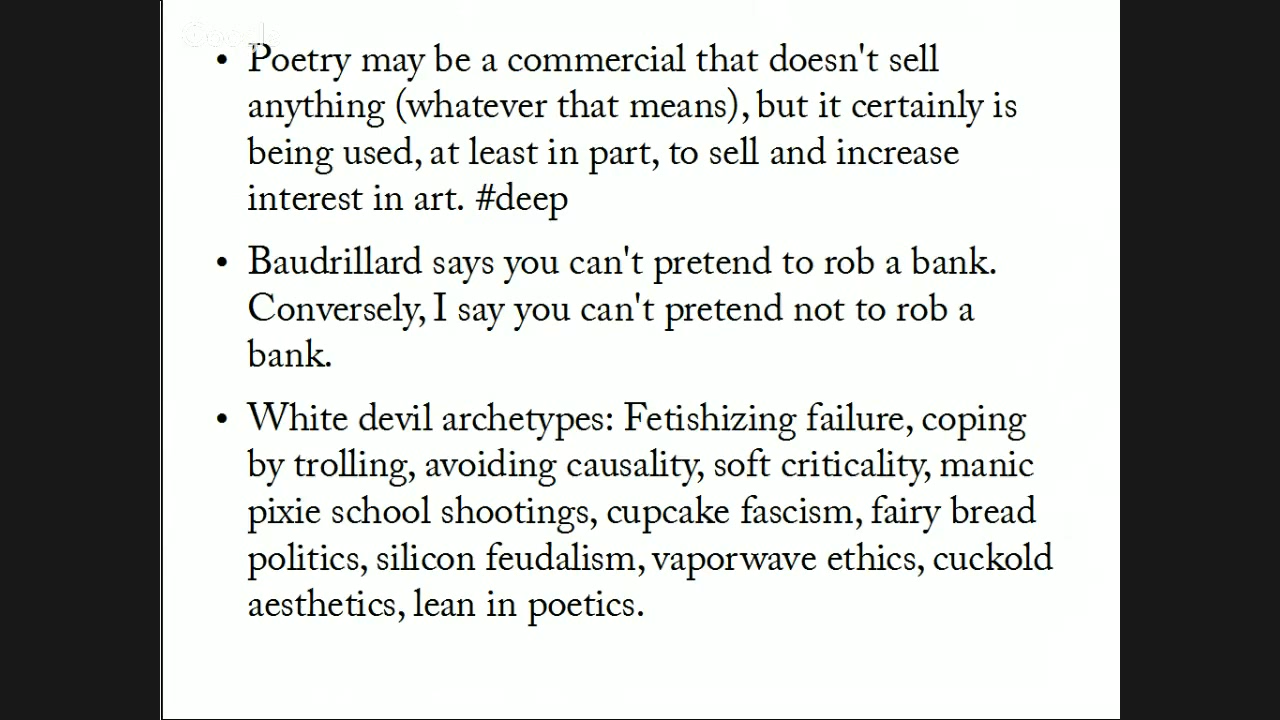 Google
• Poetry may be a commercial that doesn't sell
anything (whatever that means), but it certainly is
being used, at least in part, to sell and increase
interest in art. #deep
• Baudrillard says you can't pretend to rob a bank.
Conversely, I say you can't pretend not to rob a
bank.
• White devil archetypes: Fetishizing failure, coping
by trolling, avoiding causality, soft criticality, manic
pixie school shootings, cupcake fascism, fairy bread
politics, silicon feudalism, vaporwave ethics, cuckold
aesthetics, lean in poetics.